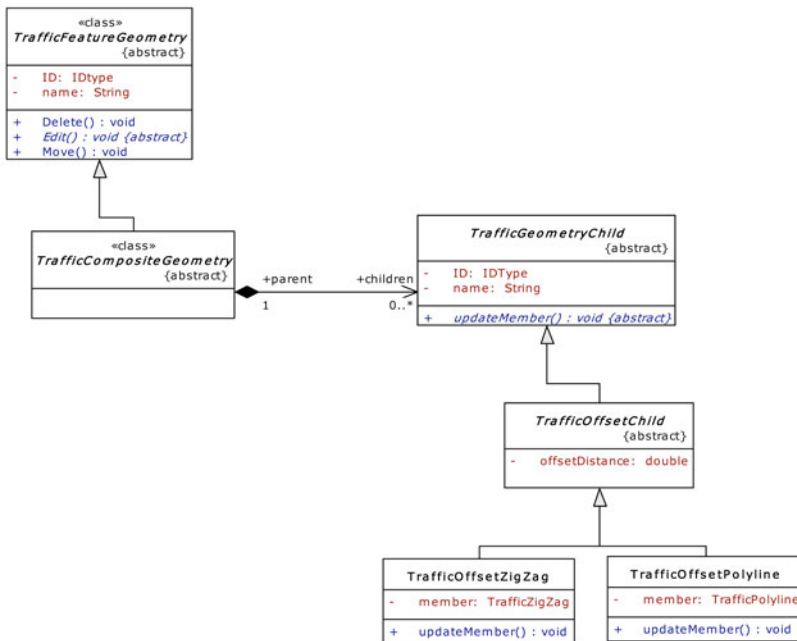 «class»
TrafficFeatureGeometry
{abstract}
- ID: IDtype
- name: String
+ Delete() : void
+ Edit() : void {abstract}
+ Move() : void
«class»
TrafficCompositeGeometry
{abstract}
+parent
1
+children
0..*
TrafficGeometryChild
{abstract}
- ID: IDType
- name: String
+ updateMember() : void {abstract}
TrafficOffsetChild
{abstract}
- offsetDistance: double
TrafficOffsetZigZag
- member: TrafficZigZag
+ updateMember() : void
TrafficOffsetPolyline
- member: TrafficPolyline
+ updateMember() : void